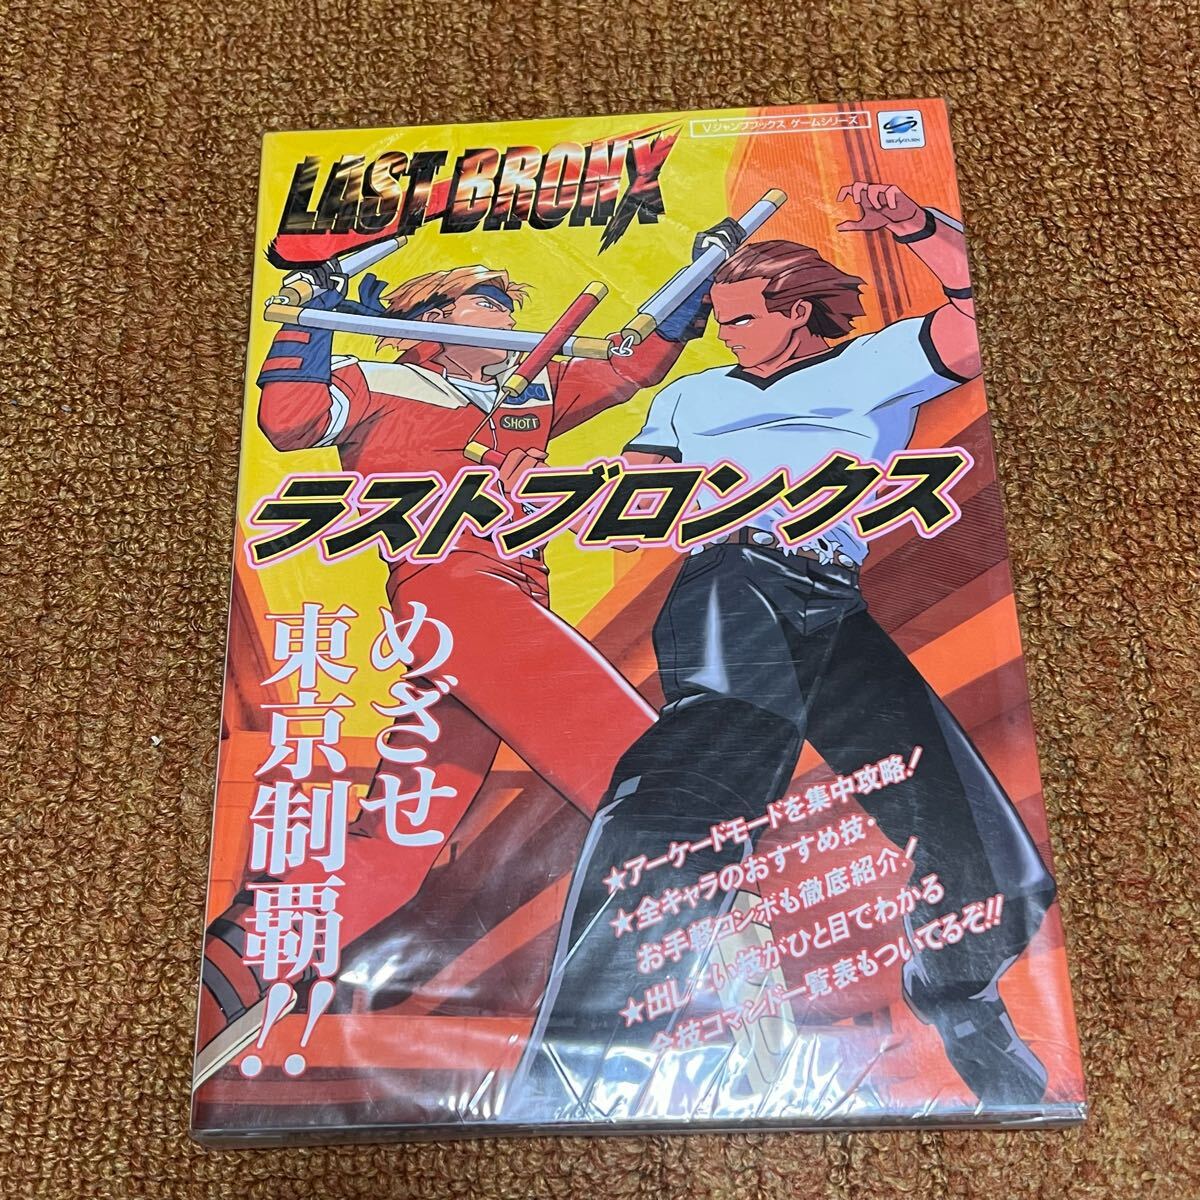 Vジャンプブックス ゲームシリーズ
LAST BRONX
SHOTT
ラストブロンクス
めざせ
東京制覇!!
★アーケードモードを集中攻略!
★全キャラのおすすめ技・
お手軽コンボも徹底紹介!
★出し
い技がひと目でわかる
全技コマンド一覧表もついてるぞ!!